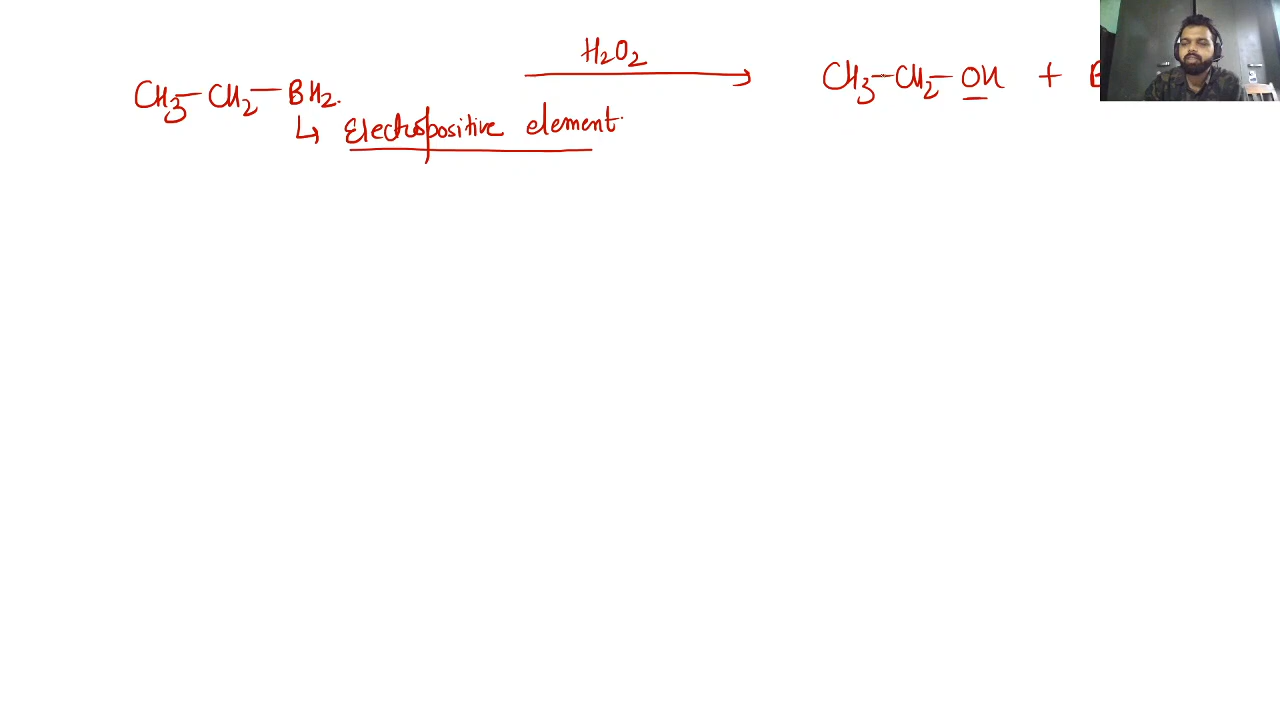 H2O2
CH3-CH2-BH2. CH3-CH2-OH +
↳ Electropositive element.